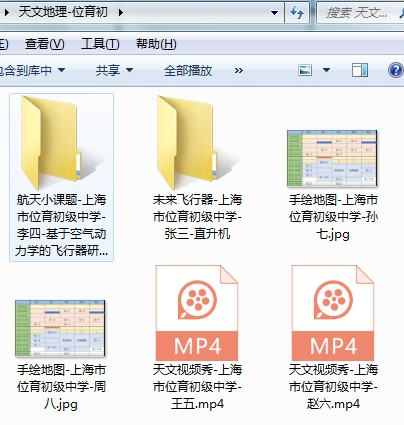 天文地理-位育初
搜索 天文...
(E) 查看(V) 工具(T) 帮助(H)
包含到库中 共享 全部播放 »
航天小课题-上海
市位育初级中学-
李四-基于空气动
力学的飞行器研...
未来飞行器-上海
市位育初级中学-
张三-直升机
手绘地图-上海市
位育初级中学-孙
七.jpg
MP4
MP4
手绘地图-上海市
位育初级中学-周
八.jpg
天文视频秀-上海
市位育初级中学-
王五.mp4
天文视频秀-上海
市位育初级中学-
赵六.mp4